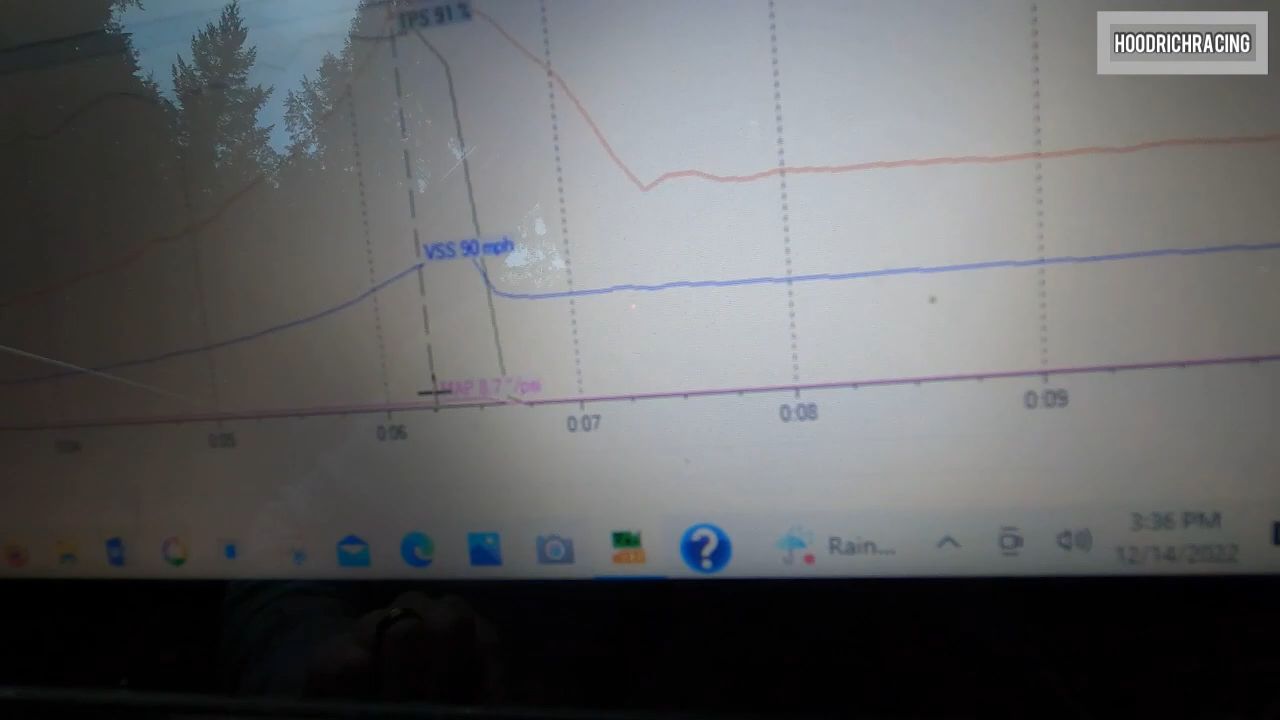 TPS 91 %
HOODRICHRACING
VSS 90 mph
0:05
0:06
0:07
0:08
0:09
Rain...
3:36 PM
12/14/2022